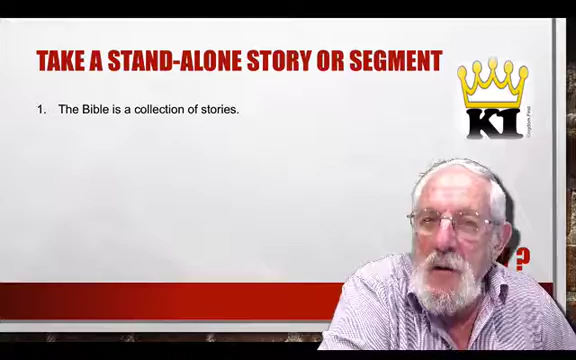 TAKE A STAND-ALONE STORY OR SEGMENT
1. The Bible is a collection of stories.
KI
?